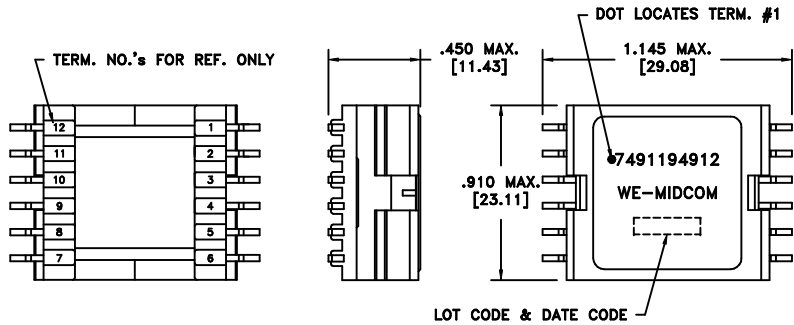 DOT LOCATES TERM. #1
TERM. NO.'s FOR REF. ONLY
.450 MAX.
[11.43]
1.145 MAX.
[29.08]
12 1
11 2
10 3
9 4
8 5
7 6
.910 MAX.
[23.11]
7491194912
WE-MIDCOM
LOT CODE & DATE CODE